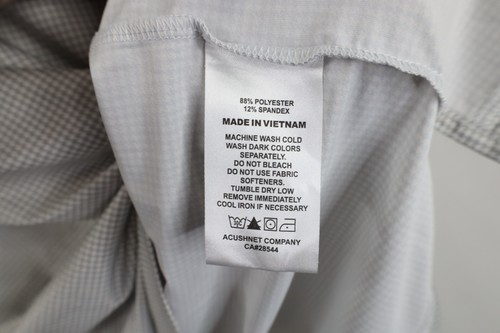 88% POLYESTER
12% SPANDEX
MADE IN VIETNAM
MACHINE WASH COLD
WASH DARK COLORS
SEPARATELY.
DO NOT BLEACH
DO NOT USE FABRIC
SOFTENERS.
TUMBLE DRY LOW
REMOVE IMMEDIATELY
COOL IRON IF NECESSARY
ACUSHNET COMPANY
CA#28544